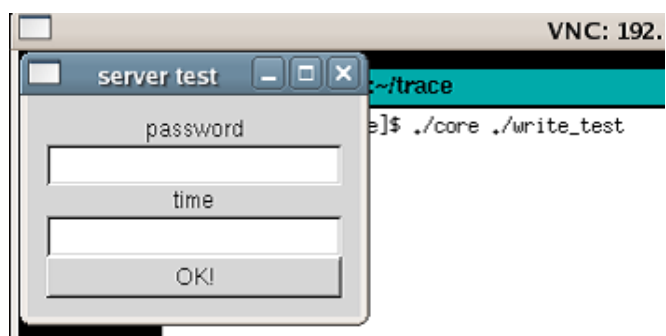 VNC: 192.
server test
:~/trace
password
e]$ ./core ./write_test
time
OK!